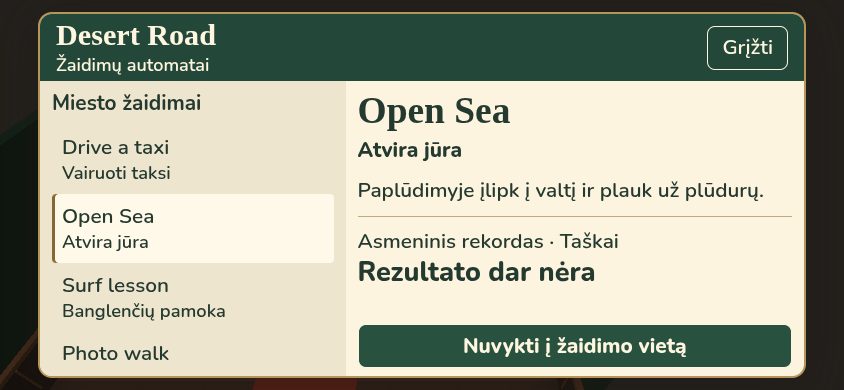 Desert Road
Žaidimų automatai
Grįžti
Miesto žaidimai
Drive a taxi
Vairuoti taksi
Open Sea
Atvira jūra
Surf lesson
Banglenčių pamoka
Photo walk
Open Sea
Atvira jūra
Paplūdimyje įlipk į valtį ir plauk už plūdurų.
Asmeninis rekordas · Taškai
Rezultato dar nėra
Nuvykti į žaidimo vietą